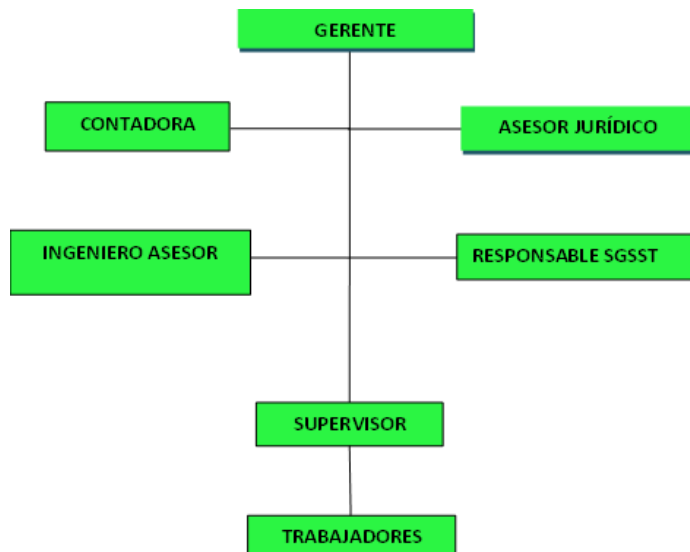 GERENTE
CONTADORA
ASESOR JURÍDICO
INGENIERO ASESOR
RESPONSABLE SGSST
SUPERVISOR
TRABAJADORES